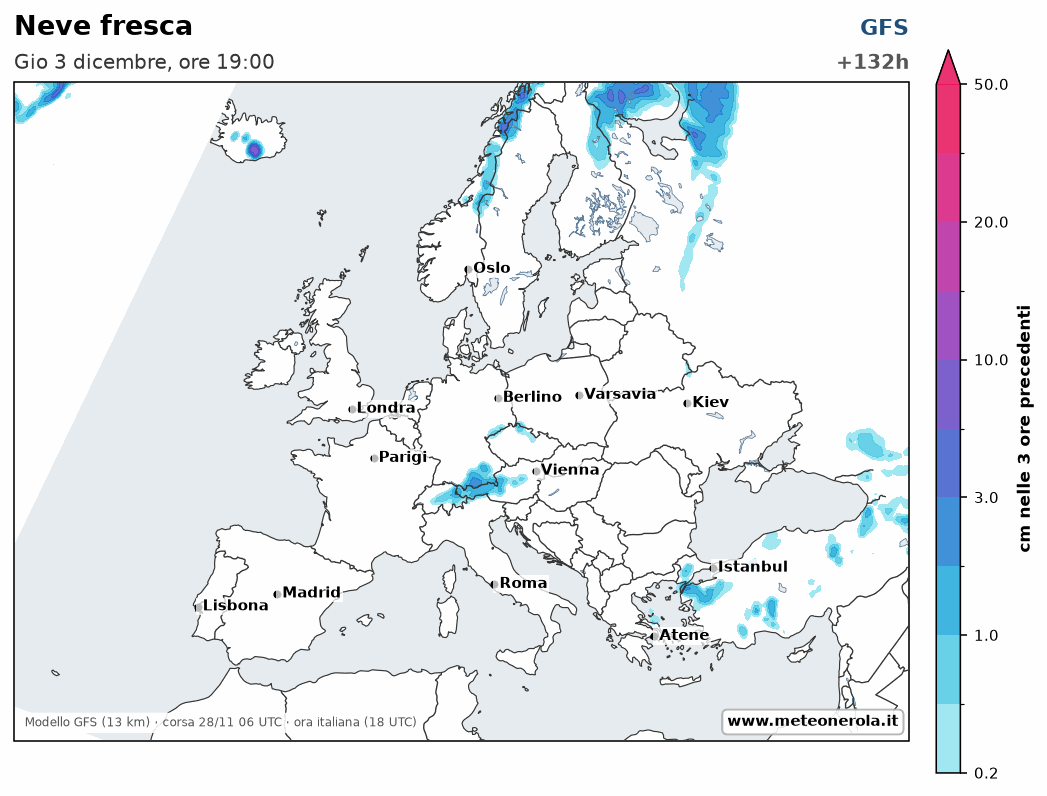 Neve fresca
GFS
Gio 3 dicembre, ore 19:00
+132h
50.0
20.0
10.0
3.0
1.0
0.2
cm nelle 3 ore precedenti
Oslo
Berlino
Varsavia
Kiev
Londra
Parigi
Vienna
Istanbul
Roma
Madrid
Lisbona
Atene
Modello GFS (13 km) · corsa 28/11 06 UTC · ora italiana (18 UTC)
www.meteonerola.it